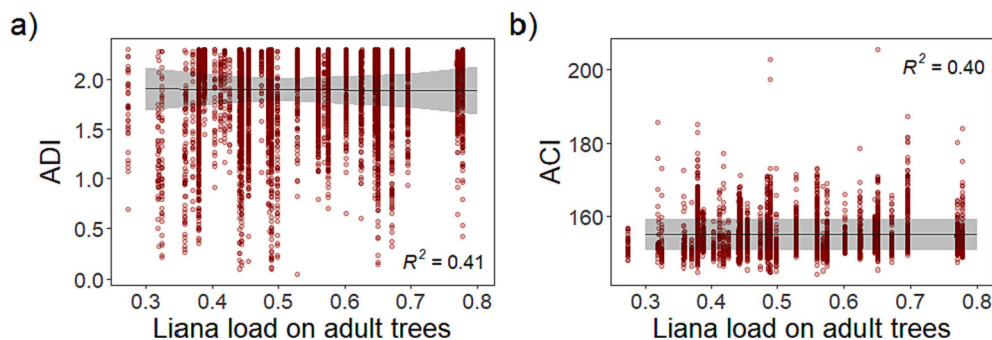 a)
ADI
2.0
1.5
1.0
0.5
0.0
R² = 0.41
0.3 0.4 0.5 0.6 0.7 0.8
Liana load on adult trees
b)
ACI
200
180
160
R² = 0.40
0.3 0.4 0.5 0.6 0.7 0.8
Liana load on adult trees